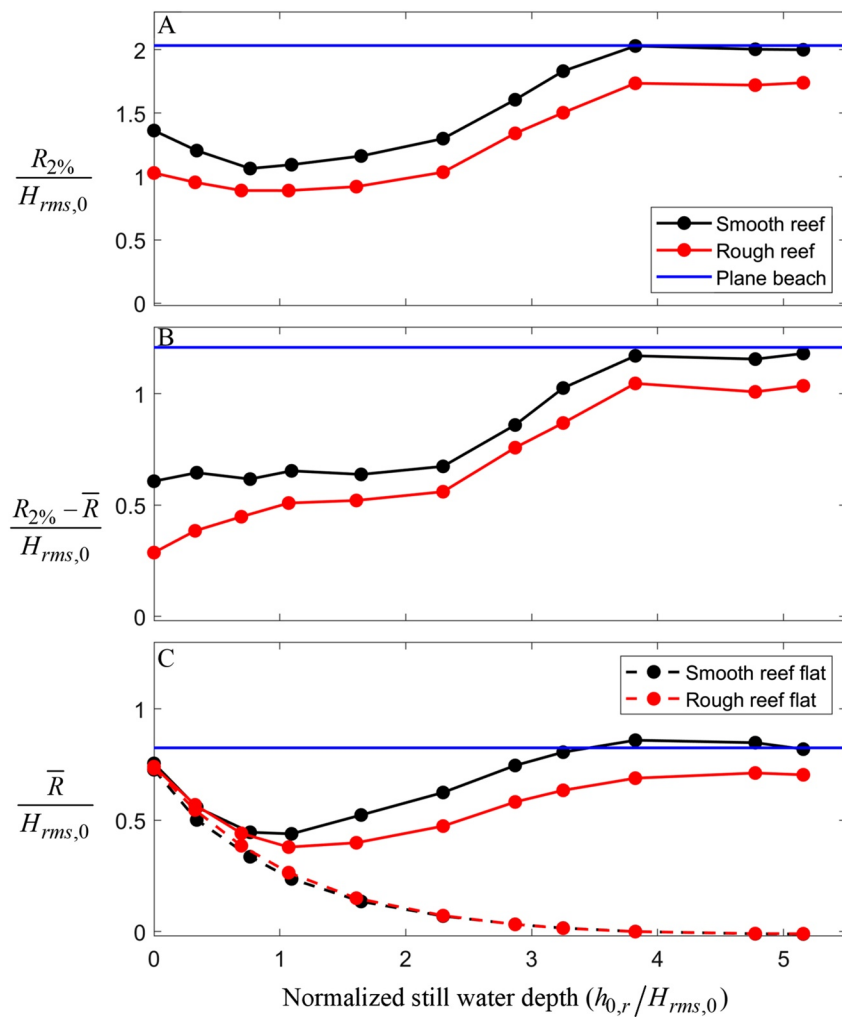 A
2
1.5
1
0.5
0
R2%
Hrms,0
Smooth reef
Rough reef
Plane beach
B
1
0.5
0
R2% − R̅
Hrms,0
C
1
0.5
0
R̅
Hrms,0
Smooth reef flat
Rough reef flat
0 1 2 3 4 5
Normalized still water depth (h0,r/Hrms,0)